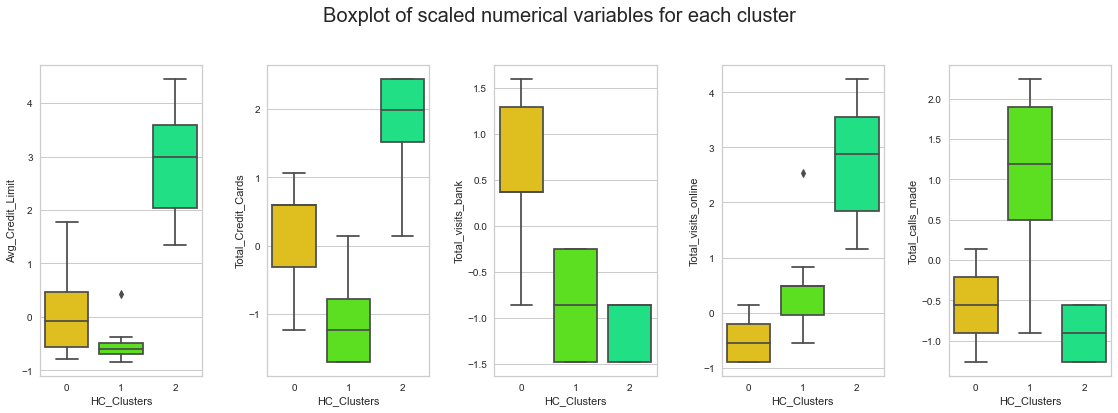 Boxplot of scaled numerical variables for each cluster
Avg_Credit_Limit
4
3
2
1
0
−1
0 1 2
HC_Clusters
Total_Credit_Cards
2
1
0
−1
0 1 2
HC_Clusters
Total_visits_bank
1.5
1.0
0.5
0.0
−0.5
−1.0
−1.5
0 1 2
HC_Clusters
Total_visits_online
4
3
2
1
0
−1
0 1 2
HC_Clusters
Total_calls_made
2.0
1.5
1.0
0.5
0.0
−0.5
−1.0
0 1 2
HC_Clusters